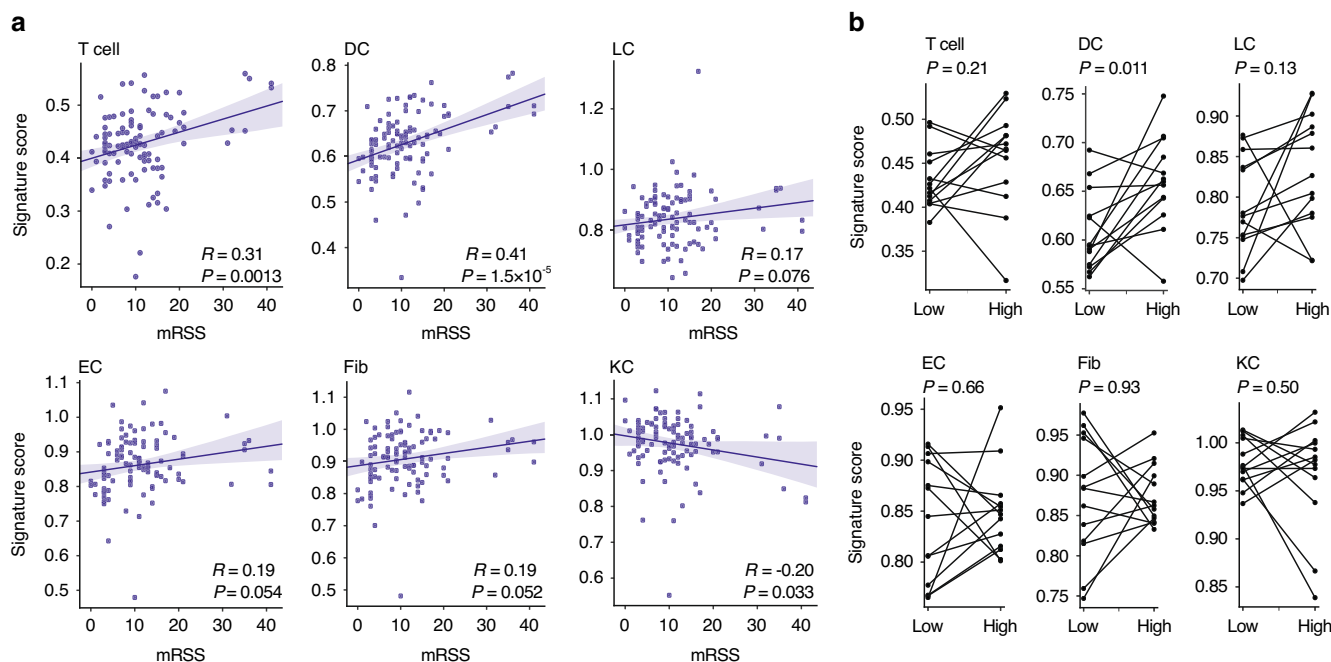 a
T cell
Signature score
0.5
0.4
0.3
0.2
R = 0.31
P = 0.0013
0 10 20 30 40
mRSS
DC
0.8
0.7
0.6
0.5
0.4
R = 0.41
P = 1.5×10⁻⁵
0 10 20 30 40
mRSS
LC
1.2
1.0
0.8
R = 0.17
P = 0.076
0 10 20 30 40
mRSS
EC
Signature score
1.1
1.0
0.9
0.8
0.7
0.6
0.5
R = 0.19
P = 0.054
0 10 20 30 40
mRSS
Fib
1.1
1.0
0.9
0.8
0.7
0.6
0.5
R = 0.19
P = 0.052
0 10 20 30 40
mRSS
KC
1.1
1.0
0.9
0.8
0.7
0.6
R = -0.20
P = 0.033
0 10 20 30 40
mRSS
b
T cell
P = 0.21
Signature score
0.50
0.45
0.40
0.35
Low High
DC
P = 0.011
0.75
0.70
0.65
0.60
0.55
Low High
LC
P = 0.13
0.90
0.85
0.80
0.75
0.70
Low High
EC
P = 0.66
Signature score
0.95
0.90
0.85
0.80
Low High
Fib
P = 0.93
0.95
0.90
0.85
0.80
0.75
Low High
KC
P = 0.50
1.00
0.95
0.90
0.85
Low High